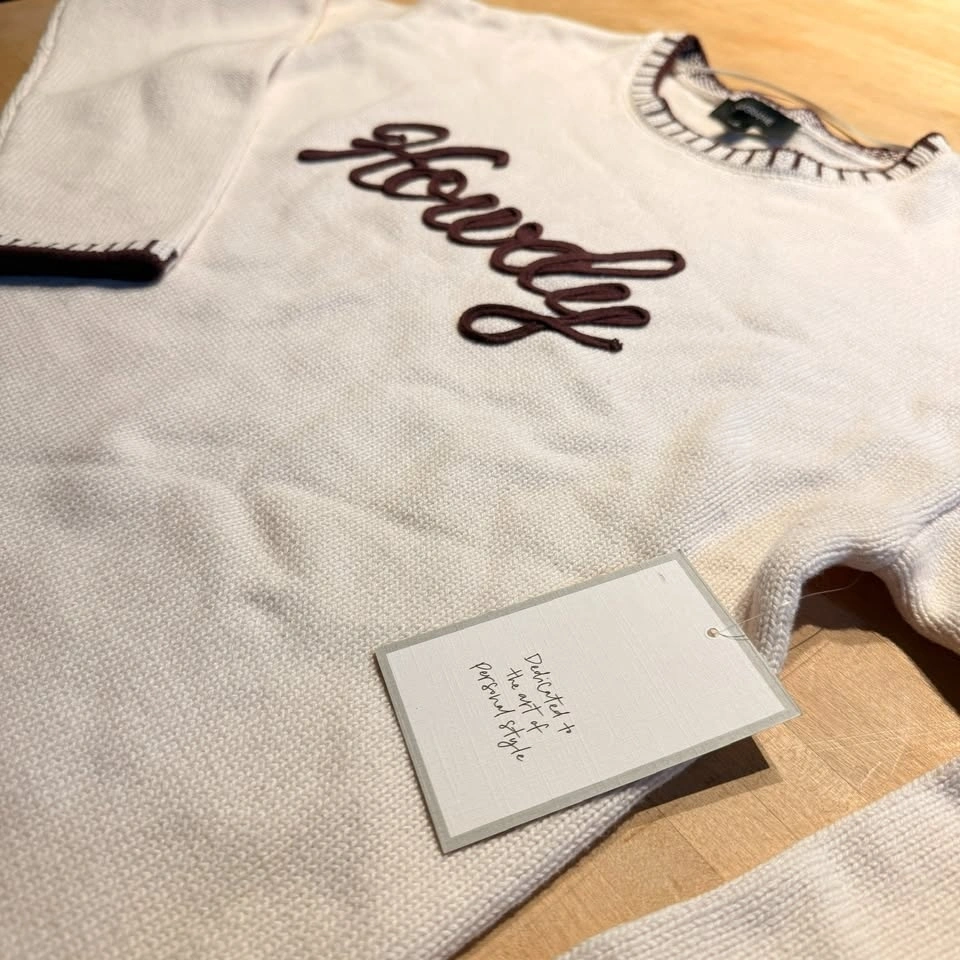 Howdy
Dedicated to
the art of
personal style